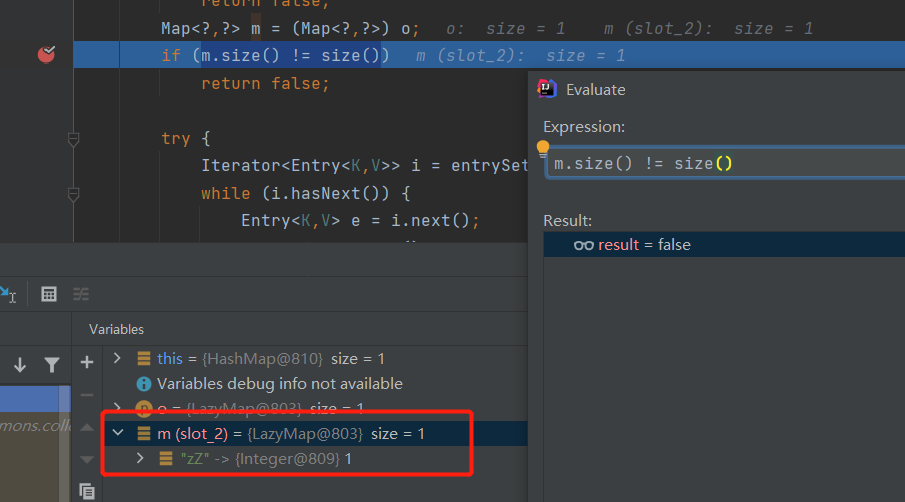 return false;
Map<?,?> m = (Map<?,?>) o;   o:  size = 1    m (slot_2):  size = 1
if (m.size() != size())   m (slot_2):  size = 1
return false;
try {
Iterator<Entry<K,V>> i = entrySet
while (i.hasNext()) {
Entry<K,V> e = i.next();
Evaluate
Expression:
m.size() != size()
Result:
result = false
Variables
this = {HashMap@810}  size = 1
Variables debug info not available
o = {LazyMap@803}  size = 1
m (slot_2) = {LazyMap@803}  size = 1
"zZ" -> {Integer@809} 1
mons.colle